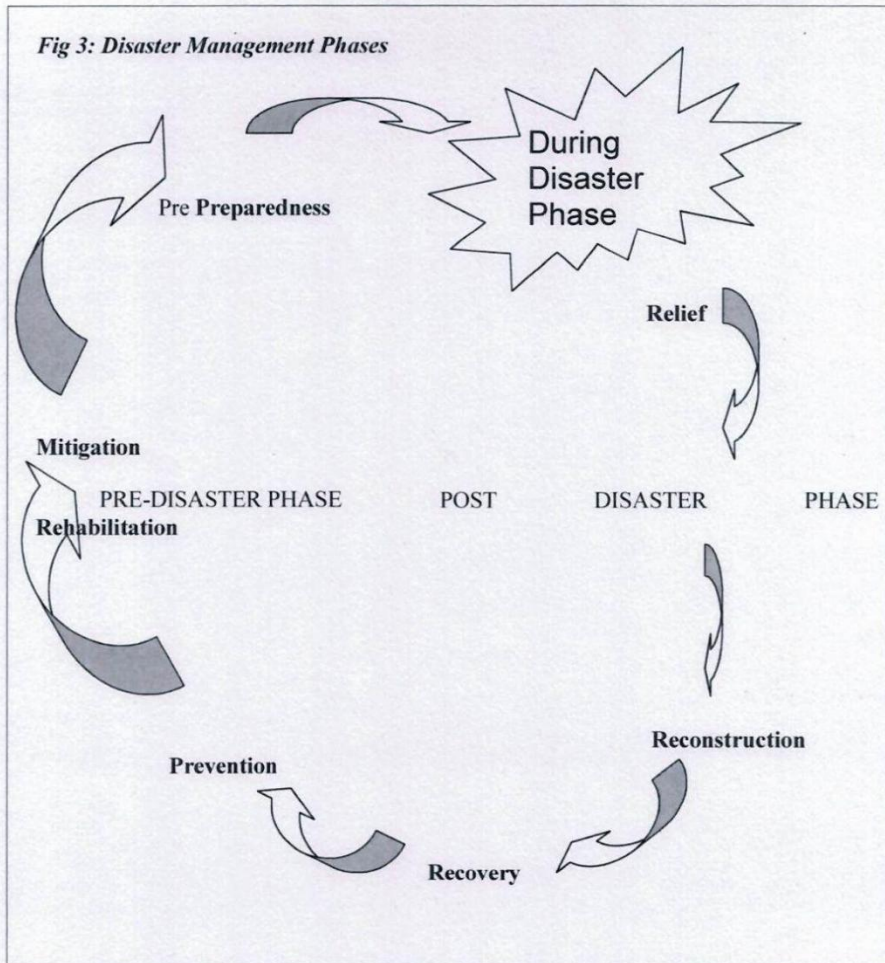 Fig 3: Disaster Management Phases
During
Disaster
Phase
Pre Preparedness
Relief
Mitigation
PRE-DISASTER PHASE POST DISASTER PHASE
Rehabilitation
Reconstruction
Prevention
Recovery